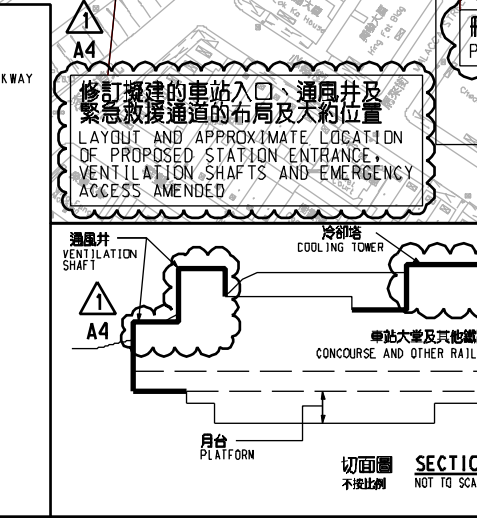 1
A4
KWAY
修訂擬建的車站入口、通風井及
緊急救援通道的布局及大約位置
LAYOUT AND APPROXIMATE LOCATION
OF PROPOSED STATION ENTRANCE,
VENTILATION SHAFTS AND EMERGENCY
ACCESS AMENDED
通風井
VENTILATION
SHAFT
冷卻塔
COOLING TOWER
1
A4
車站大堂及其他鐵
CONCOURSE AND OTHER RAIL
月台
PLATFORM
切面圖
不按比例
SECTIO
NOT TO SCA